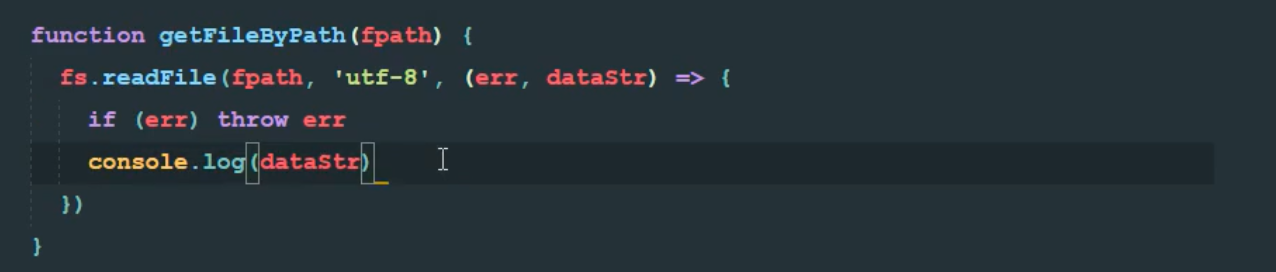 function getFileByPath(fpath) {
  fs.readFile(fpath, 'utf-8', (err, dataStr) => {
    if (err) throw err
    console.log(dataStr)
  })
}